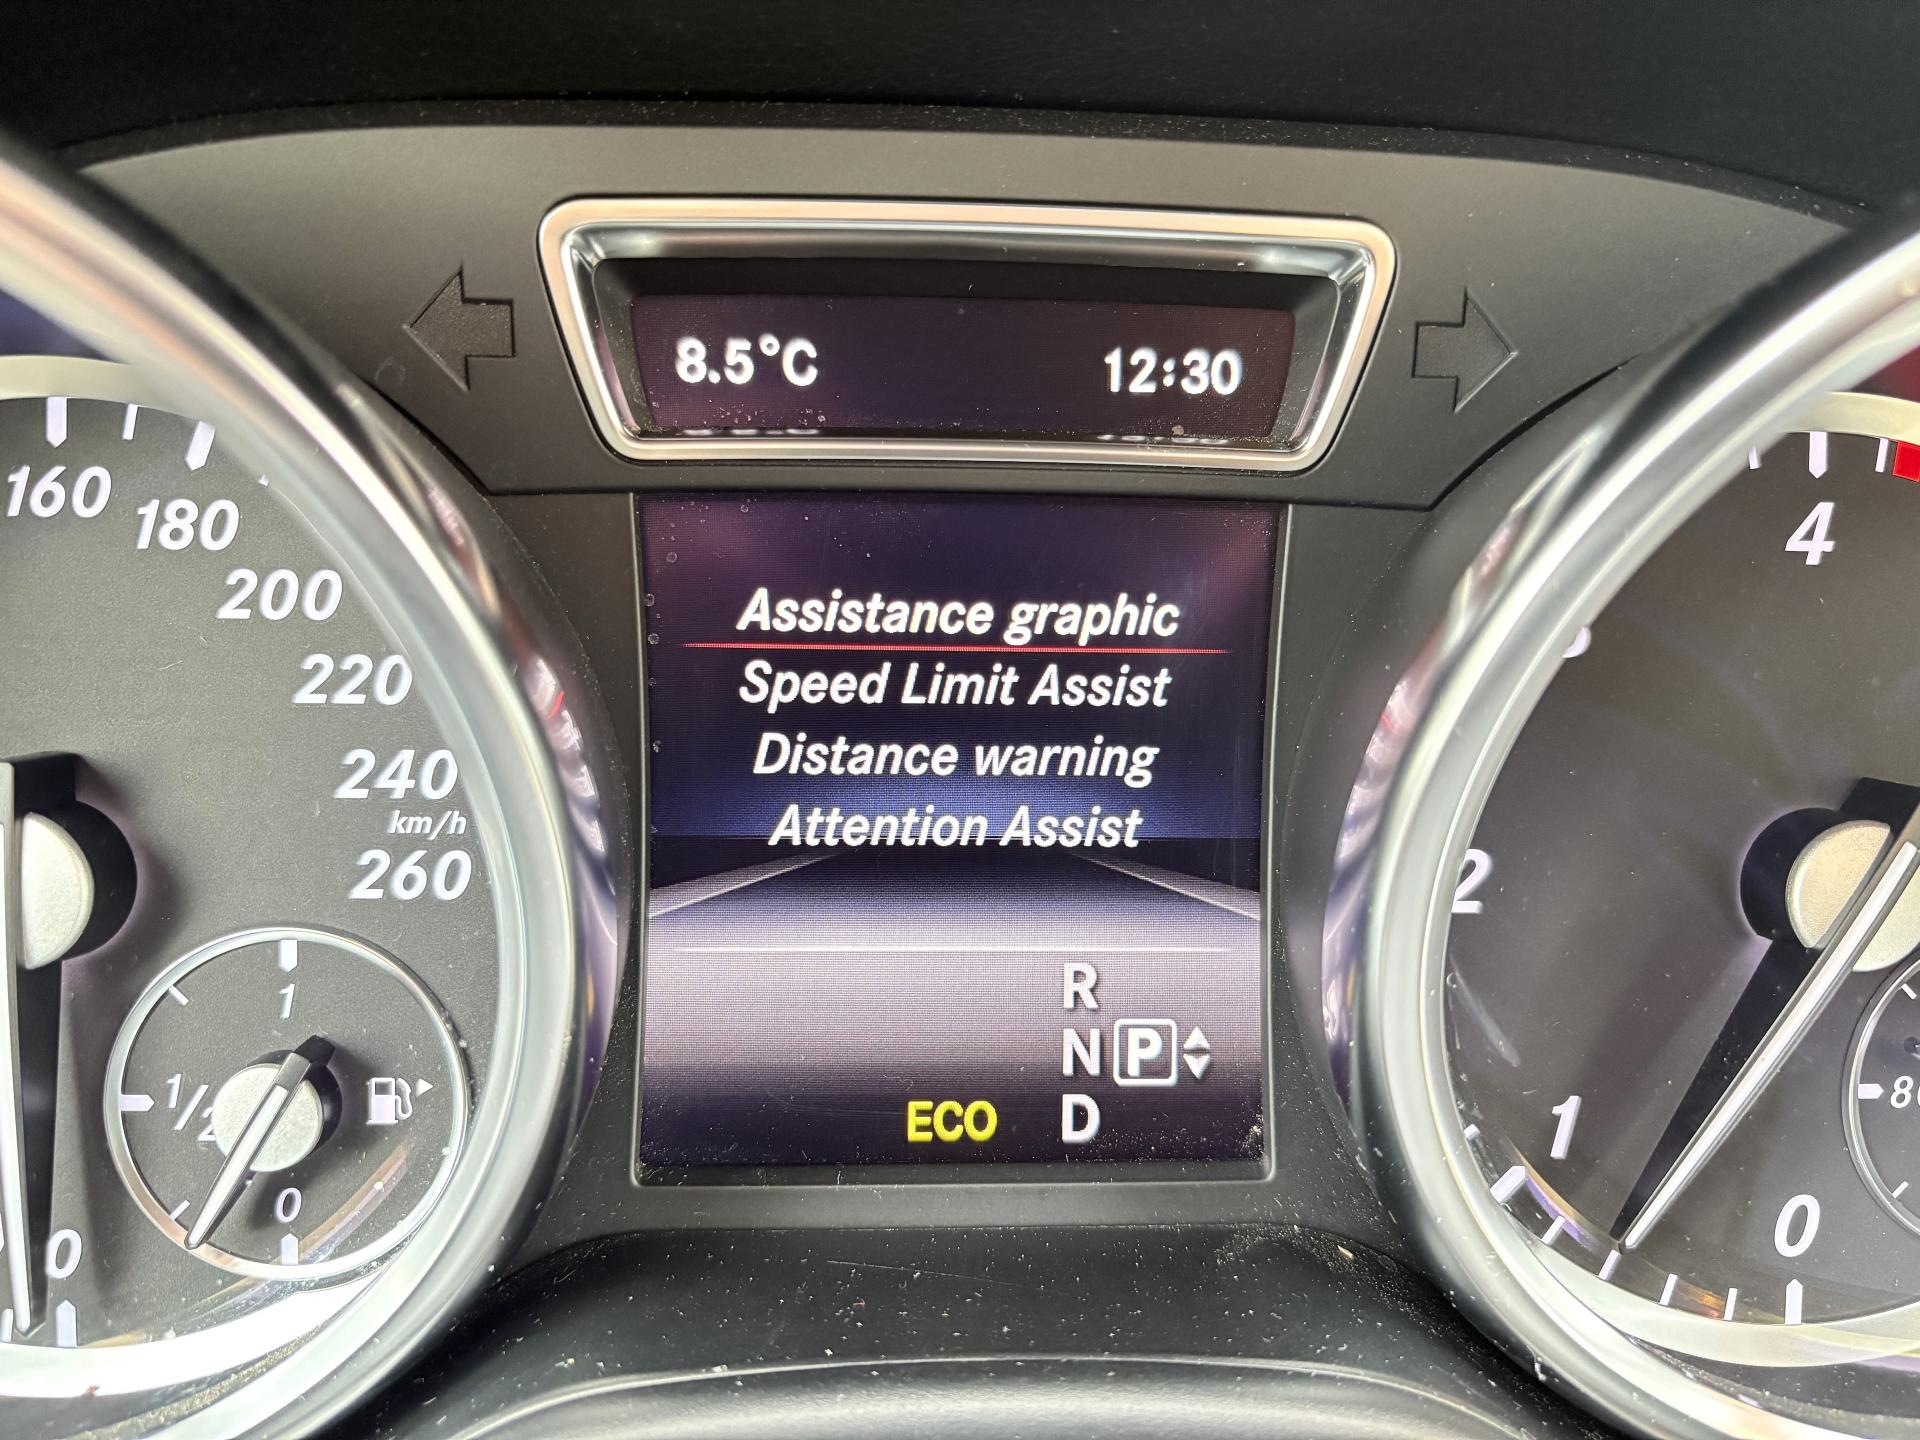 8.5°C 12:30
160
180
200
220
240
km/h
260
Assistance graphic
Speed Limit Assist
Distance warning
Attention Assist
R
N P
ECO D
1
1/2
0
0
4
2
1
0